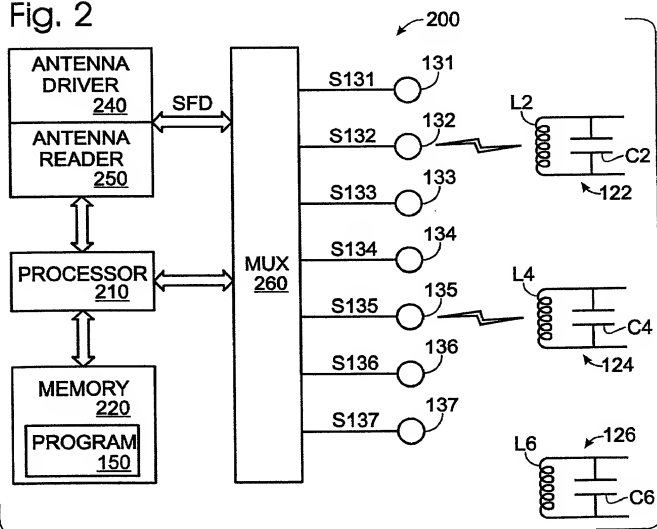 Fig. 2
200
ANTENNA
DRIVER
240
SFD
ANTENNA
READER
250
PROCESSOR
210
MEMORY
220
PROGRAM
150
MUX
260
S131
131
S132
132
S133
133
S134
134
S135
135
S136
136
S137
137
L2
C2
122
L4
C4
124
L6
126
C6